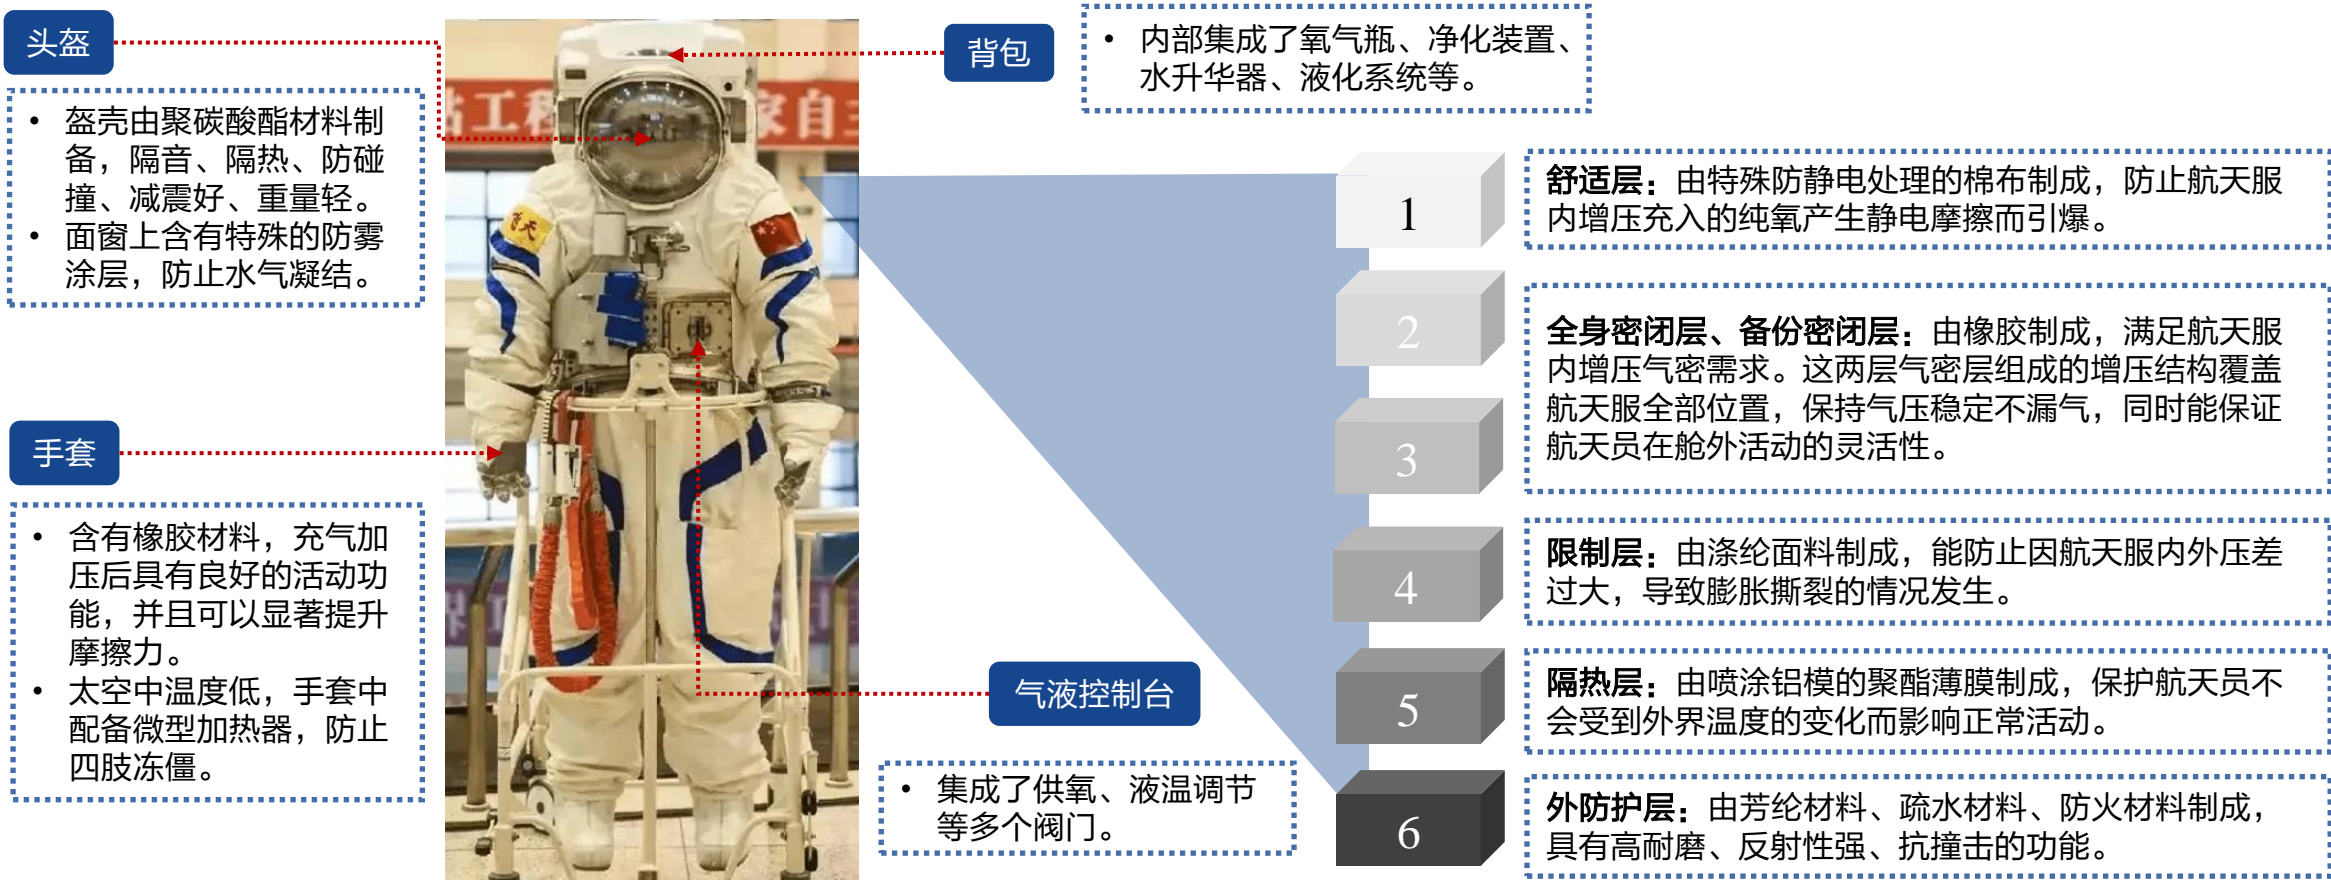 头盔
• 盔壳由聚碳酸酯材料制
备，隔音、隔热、防碰
撞、减震好、重量轻。
• 面窗上含有特殊的防雾
涂层，防止水气凝结。
手套
• 含有橡胶材料，充气加
压后具有良好的活动功
能，并且可以显著提升
摩擦力。
• 太空中温度低，手套中
配备微型加热器，防止
四肢冻僵。
站工程
家自主
飞天
背包
• 内部集成了氧气瓶、净化装置、
水升华器、液化系统等。
气液控制台
• 集成了供氧、液温调节
等多个阀门。
1
舒适层：由特殊防静电处理的棉布制成，防止航天服
内增压充入的纯氧产生静电摩擦而引爆。
2
3
全身密闭层、备份密闭层：由橡胶制成，满足航天服
内增压气密需求。这两层气密层组成的增压结构覆盖
航天服全部位置，保持气压稳定不漏气，同时能保证
航天员在舱外活动的灵活性。
4
限制层：由涤纶面料制成，能防止因航天服内外压差
过大，导致膨胀撕裂的情况发生。
5
隔热层：由喷涂铝模的聚酯薄膜制成，保护航天员不
会受到外界温度的变化而影响正常活动。
6
外防护层：由芳纶材料、疏水材料、防火材料制成，
具有高耐磨、反射性强、抗撞击的功能。